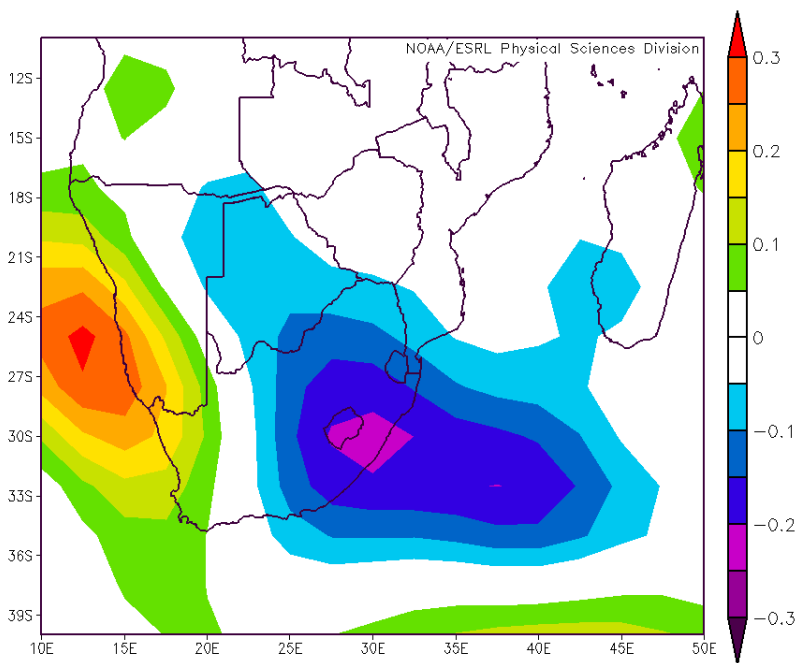 NOAA/ESRL Physical Sciences Division
12S
15S
18S
21S
24S
27S
30S
33S
36S
39S
10E 15E 20E 25E 30E 35E 40E 45E 50E
0.3
0.2
0.1
0
−0.1
−0.2
−0.3